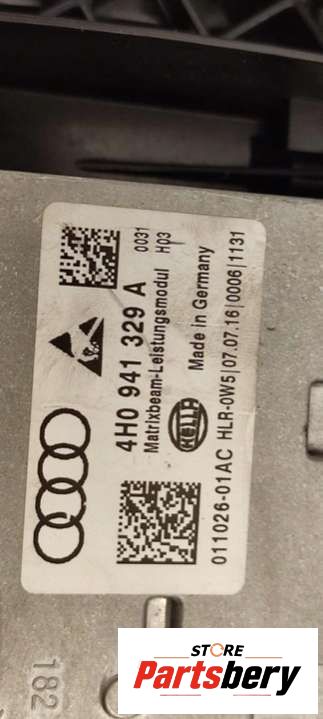 4H0 941 329 A
Matrixbeam-Leistungsmodul
0031
H03
HELLA
Made in Germany
011026-01AC HLR-0W5|07.07.16|0006|1131
182
STORE
Partsbery